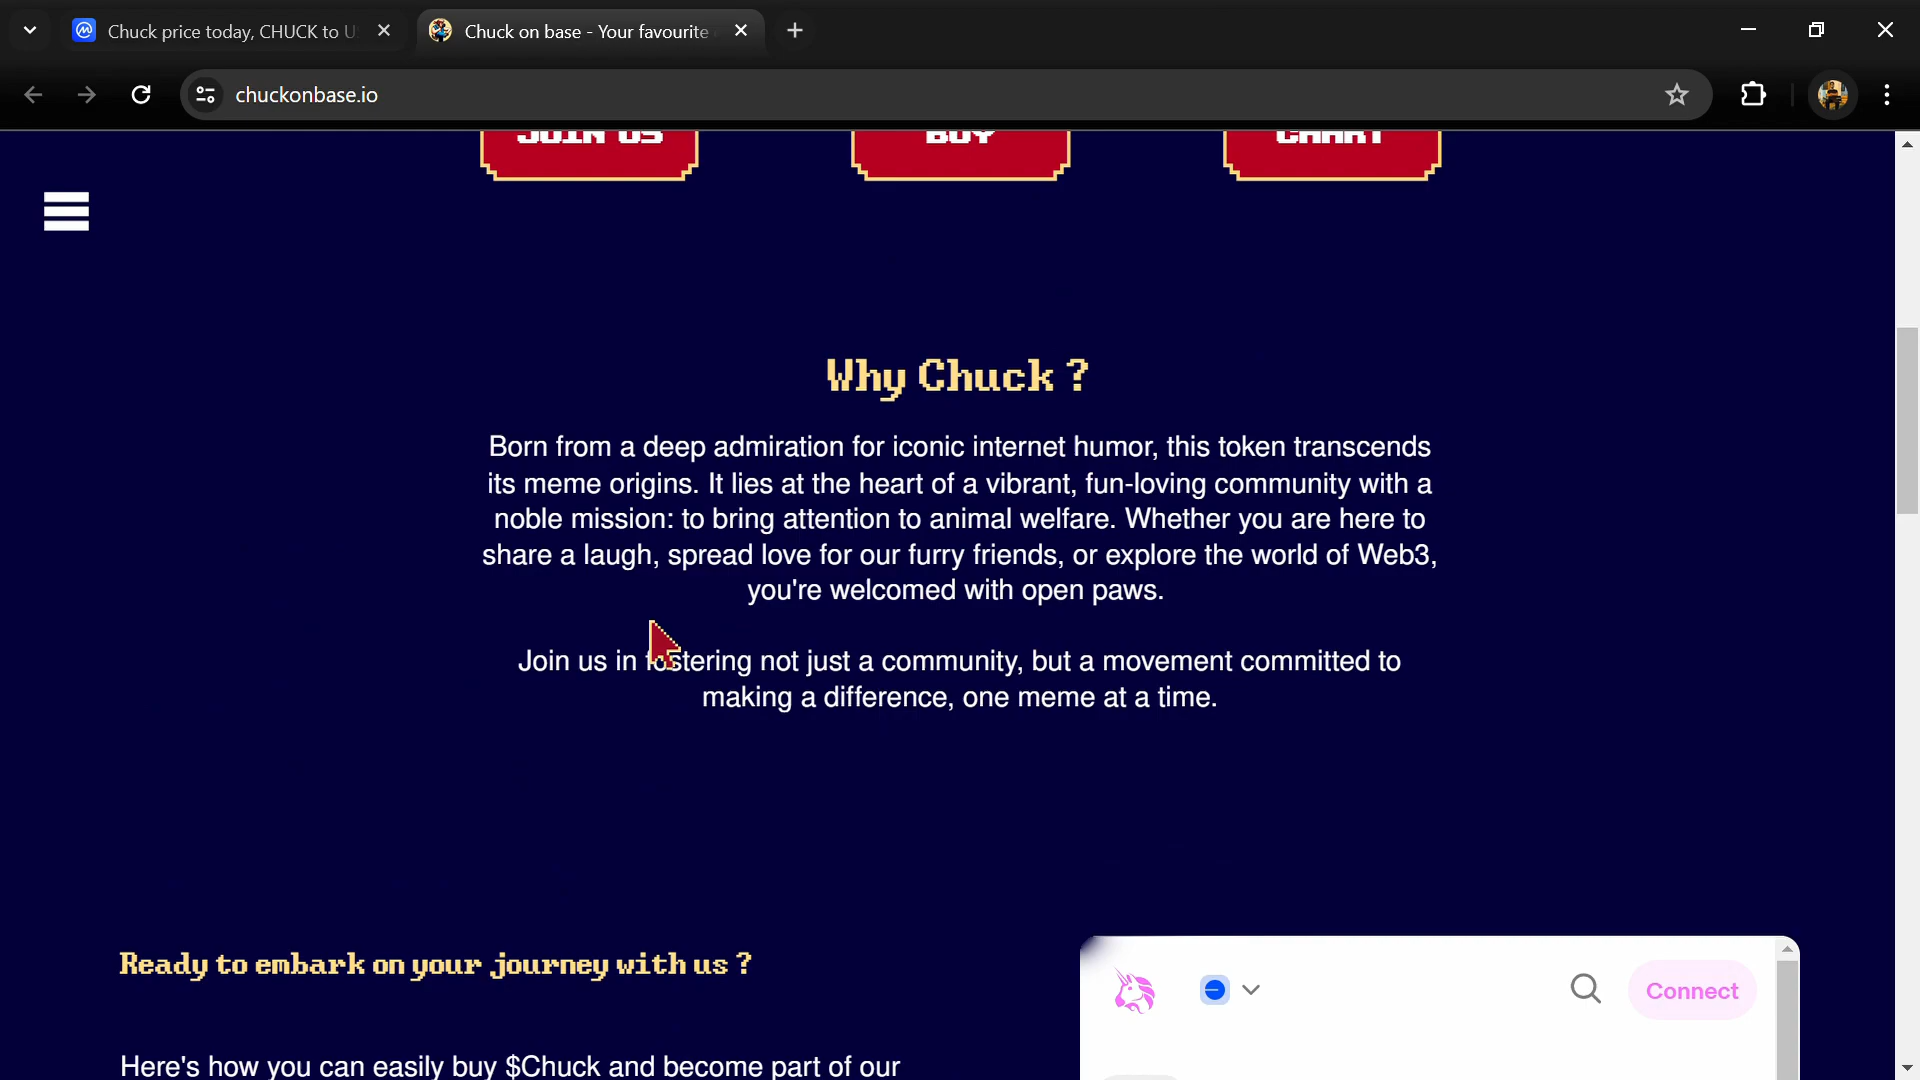 Chuck price today, CHUCK to U
Chuck on base - Your favourite
chuckonbase.io
JOIN US
BUY
CHART
Why Chuck ?
Born from a deep admiration for iconic internet humor, this token transcends
its meme origins. It lies at the heart of a vibrant, fun-loving community with a
noble mission: to bring attention to animal welfare. Whether you are here to
share a laugh, spread love for our furry friends, or explore the world of Web3,
you're welcomed with open paws.
Join us in fostering not just a community, but a movement committed to
making a difference, one meme at a time.
Ready to embark on your journey with us ?
Connect
Here's how you can easily buy $Chuck and become part of our